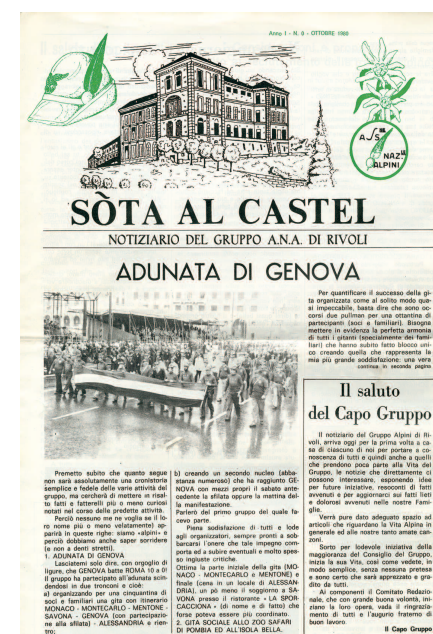 Anno I - N. 0 - OTTOBRE 1980
A.SS.NE
NAZ.LE
ALPINI
SÒTA AL CASTEL
NOTIZIARIO DEL GRUPPO A.N.A. DI RIVOLI
ADUNATA DI GENOVA
Premetto subito che quanto segue
non sarà assolutamente una cronistoria
semplice e fedele delle varie attività del
gruppo, ma cercherà di mettere in risal-
to fatti e fatterelli più o meno curiosi
notati nel corso delle predette attività.
Perciò nessuno me ne voglia se il lo-
ro nome più o meno velatamente) ap-
parirà in queste righe: siamo «alpini» e
perciò dobbiamo anche saper sorridere
(e non a denti stretti).
1. ADUNATA DI GENOVA
Lasciatemi solo dire, con orgoglio di
ligure, che GENOVA batte ROMA 10 a 0!
Il gruppo ha partecipato all'adunata scin-
dendosi in due tronconi e cioè:
a) organizzando per una cinquantina di
soci e familiari una gita con itinerario
MONACO - MONTECARLO - MENTONE -
SAVONA - GENOVA (con partecipazio-
ne alla sfilata) - ALESSANDRIA e rien-
tro;
b) creando un secondo nucleo (abba-
stanza numeroso) che ha raggiunto GE-
NOVA con mezzi propri il sabato ante-
cedente la sfilata oppure la mattina del-
la manifestazione.
Parlerò del primo gruppo del quale fa-
cevo parte.
Piena sodisfazione di tutti e lode
agli organizzatori, sempre pronti a sob-
barcarsi l'onere che tale impegno com-
porta ed a subire eventuali e molto spes-
so ingiuste critiche.
Ottima la parte iniziale della gita (MO-
NACO - MONTECARLO e MENTONE) e
finale (cena in un locale di ALESSAN-
DRIA), un pò meno il soggiorno a SA-
VONA presso il ristorante « LA SPOR-
CACCIONA » (di nome e di fatto) che
forse poteva essere più coordinato.
2. GITA SOCIALE ALLO ZOO SAFARI
DI POMBIA ED ALL'ISOLA BELLA.
Per quantificare il successo della gi-
ta organizzata come al solito modo qua-
si impeccabile, basta dire che sono oc-
corsi due pullman per una ottantina di
partecipanti (soci e familiari). Bisogna
mettere in evidenza la perfetta armonia
di tutti i gitanti (specialmente dei fami-
liari) che hanno subito fatto blocco uni-
co creando quella che rappresenta la
mia più grande soddisfazione: una vera
continua in seconda pagina
Il saluto
del Capo Gruppo
Il notiziario del Gruppo Alpini di Ri-
voli, arriva oggi per la prima volta a ca-
sa di ciascuno di noi per portare a co-
noscenza di tutti e quindi anche a quelli
che prendono poca parte alla Vita del
Gruppo, le notizie che direttamente ci
possono interessare, esponendo idee
per future iniziative, resoconti di fatti
avvenuti e per aggiornarci sui fatti lieti
e dolorosi avvenuti nelle nostre Fami-
glie.
Verrà pure dato adeguato spazio ad
articoli che riguardano la Vita Alpina in
generale ed alle nostre tanto amate can-
zoni.
Sorto per lodevole iniziativa della
maggioranza del Consiglio del Gruppo,
inizia la sua Vita, così come vedete, in
modo semplice, senza nessuna pretesa
e sono certo che sarà apprezzato e gra-
dito da tutti.
Ai componenti il Comitato Redazio-
nale, che con grande buona volontà, ini-
ziano la loro opera, vada il ringrazia-
mento di tutti e l'augurio fraterno di
buon lavoro.
Il Capo Gruppo